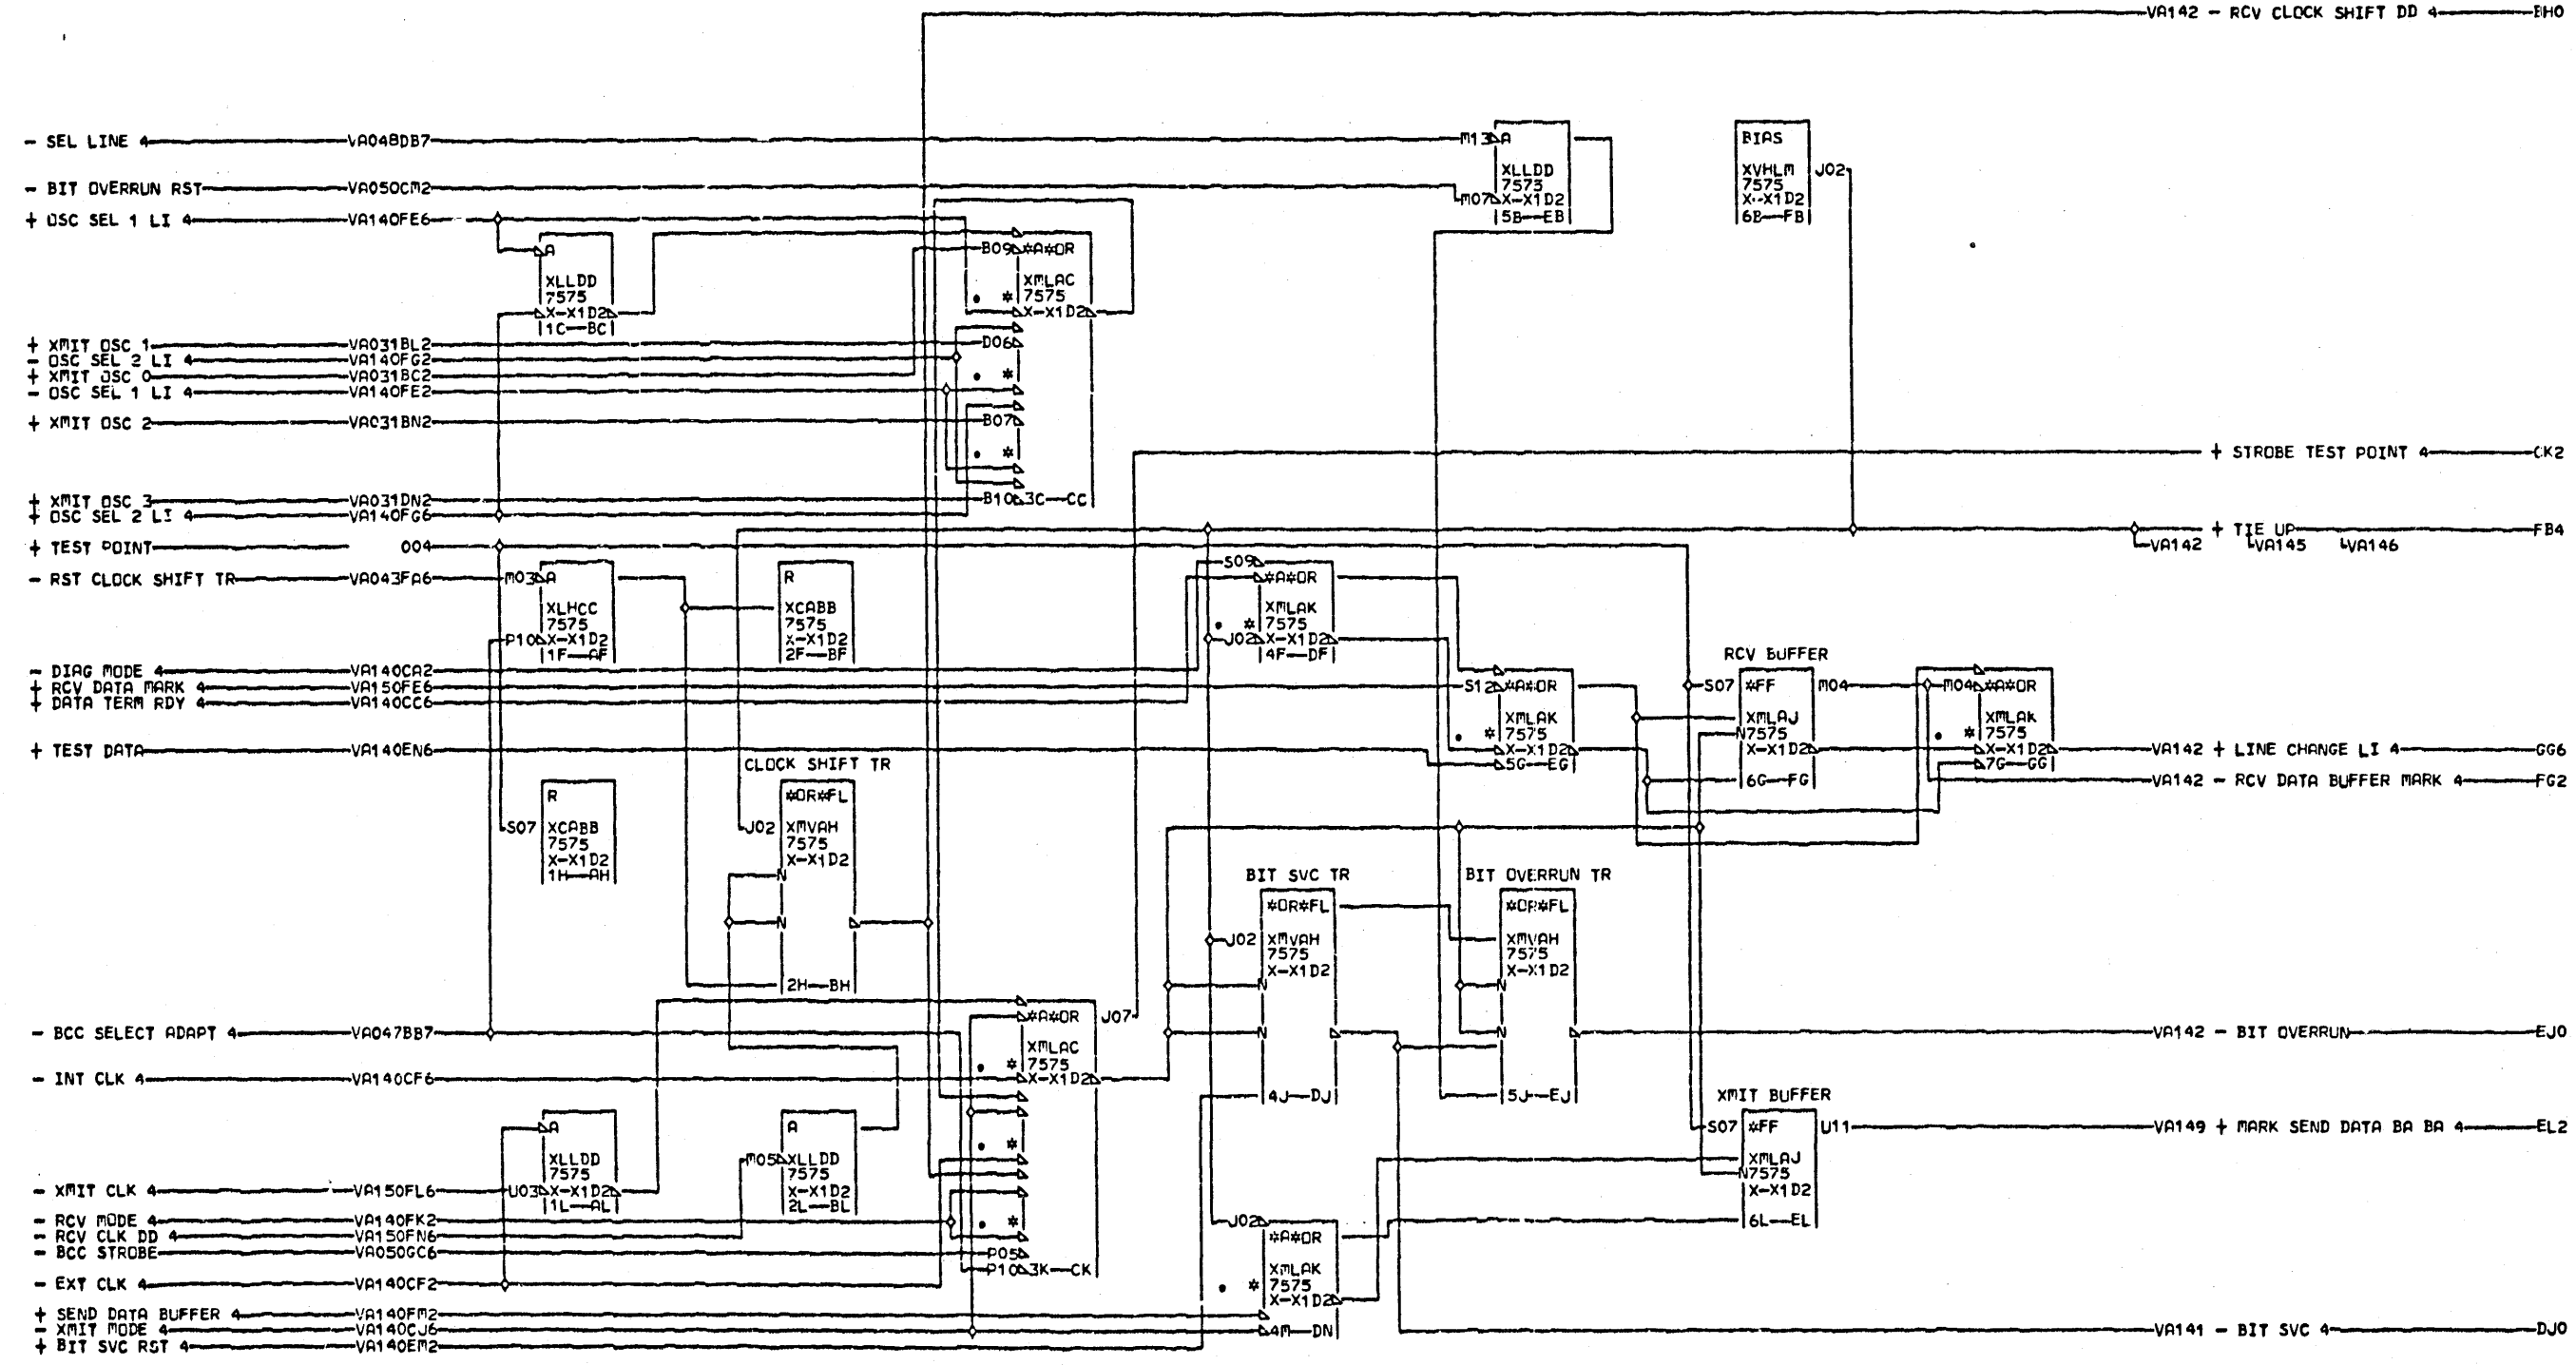 VA142 - RCV CLOCK SHIFT DD 4 BH0
- SEL LINE 4 VA048DB7 M13 A
BIAS
XLLDD
7573
X-X1D2
5B EB
XVHLM J02
7575
X--X1D2
6B FB
- BIT OVERRUN RST VA050CM2 M07
+ OSC SEL 1 LI 4 VA140FE6
A
XLLDD
7575
X-X1D2
1C BC
B09 *A*OR
XMLAC
* 7575
X-X1D2
+ XMIT OSC 1 VA031BL2 D06
- OSC SEL 2 LI 4 VA140FG2
+ XMIT OSC 0 VA031BC2 *
- OSC SEL 1 LI 4 VA140FE2
+ XMIT OSC 2 VA031BN2 B07
*
+ STROBE TEST POINT 4 CK2
+ XMIT OSC 3 VA031DN2 B10 3C CC
+ OSC SEL 2 LI 4 VA140FG6
+ TIE UP FB4
VA142 VA145 VA146
+ TEST POINT 004
- RST CLOCK SHIFT TR VA043FA6 M03 A
XLHCC
7575
P10 X-X1D2
1F AF
R
XCABB
7575
X-X1D2
2F BF
S09
*A*OR
XMLAK
* 7575
J02 X-X1D2
4F DF
- DIAG MODE 4 VA140CA2
+ RCV DATA MARK 4 VA150FE6 S12 *A*OR
+ DATA TERM RDY 4 VA140CC6
XMLAK
* 7575
X-X1D2
5G EG
RCV BUFFER
S07 *FF M04
XMLAJ
N7575
X-X1D2
6G FG
M04 *A*OR
XMLAK
* 7575
X-X1D2
7G GG
+ TEST DATA VA140EN6
VA142 + LINE CHANGE LI 4 GG6
VA142 - RCV DATA BUFFER MARK 4 FG2
R
S07 XCABB
7575
X-X1D2
1H AH
CLOCK SHIFT TR
*OR*FL
J02 XMVAH
7575
X-X1D2
N
N
2H BH
BIT SVC TR
*OR*FL
J02 XMVAH
7575
X-X1D2
N
N
4J DJ
BIT OVERRUN TR
*OR*FL
XMVAH
7575
X-X1D2
N
N
5J EJ
- BCC SELECT ADAPT 4 VA047BB7
*A*OR J07
XMLAC
* 7575
X-X1D2
VA142 - BIT OVERRUN EJ0
- INT CLK 4 VA140CF6
A
XLLDD
7575
U03 X-X1D2
1L AL
A
M05 XLLDD
7575
X-X1D2
2L BL
*
XMIT BUFFER
S07 *FF U11
XMLAJ
N7575
X-X1D2
6L EL
VA149 + MARK SEND DATA BA BA 4 EL2
- XMIT CLK 4 VA150FL6
- RCV MODE 4 VA140FK2 *
- RCV CLK DD 4 VA150FN6
- BCC STROBE VA050GC6 P05
P10 3K CK
J02
*A*OR
XMLAK
* 7575
X-X1D2
4M DN
- EXT CLK 4 VA140CF2
+ SEND DATA BUFFER 4 VA140FM2
- XMIT MODE 4 VA140CJ6
+ BIT SVC RST 4 VA140EM2
VA141 - BIT SVC 4 DJ0